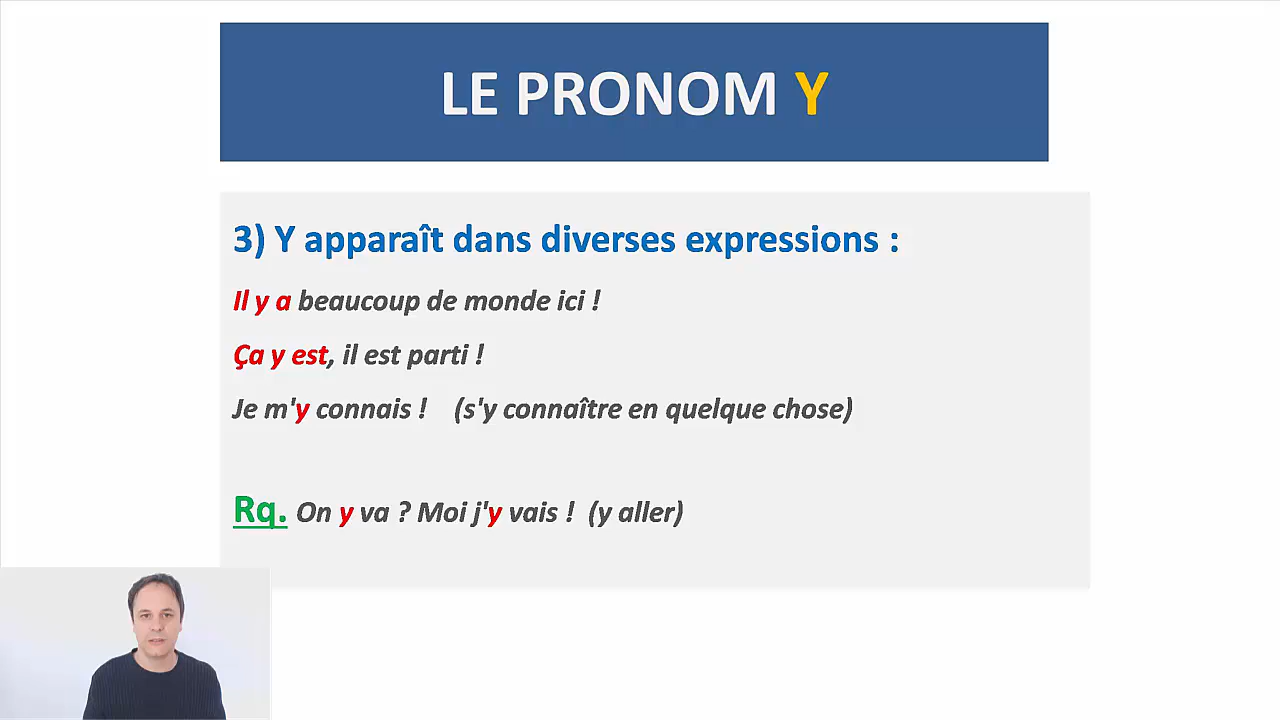 LE PRONOM Y
3) Y apparaît dans diverses expressions :
Il y a beaucoup de monde ici !
Ça y est, il est parti !
Je m'y connais ! (s'y connaître en quelque chose)
Rq. On y va ? Moi j'y vais ! (y aller)